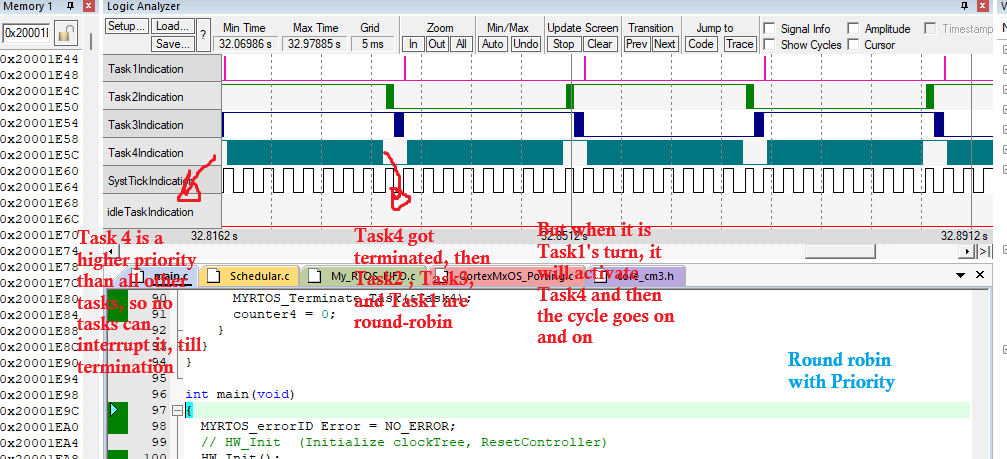 Memory 1
Logic Analyzer
0x20001
Setup... Load... Save... ?
Min Time Max Time Grid Zoom Min/Max Update Screen Transition Jump to
32.06986 s 32.97885 s 5 ms In Out All Auto Undo Stop Clear Prev Next Code Trace
Signal Info Amplitude Timestamp
Show Cycles Cursor
0x20001E44
0x20001E48
0x20001E4C
0x20001E50
0x20001E54
0x20001E58
0x20001E5C
0x20001E60
0x20001E64
0x20001E68
0x20001E6C
0x20001E70
0x20001E74
0x20001E78
0x20001E7C
0x20001E80
0x20001E84
0x20001E88
0x20001E8C
0x20001E90
0x20001E94
0x20001E98
0x20001E9C
0x20001EA0
0x20001EA4
0x20001EA8
Task1Indication
Task2Indication
Task3Indication
Task4Indication
SystTickIndication
idleTaskIndication
32.8162 s 32.8512 s 32.8912 s
Task 4 is a
higher priority
than all other
tasks, so no
tasks can
interrupt it, till
termination
Task4 got
terminated, then
Task2 , Task3,
and Task1 are
round-robin
But when it is
Task1's turn, it
will activate
Task4 and then
the cycle goes on
and on
Round robin
with Priority
main.c Schedular.c My_RTOS_FIFO.c CortexMxOS_Porting.c core_cm3.h
90 MYRTOS_Terminate_Task(&Task4);
91 counter4 = 0;
92 }
93 }
94 }
95
96 int main(void)
97 {
98 MYRTOS_errorID Error = NO_ERROR;
99 // HW_Init (Initialize clockTree, ResetController)
100 HW_Init();